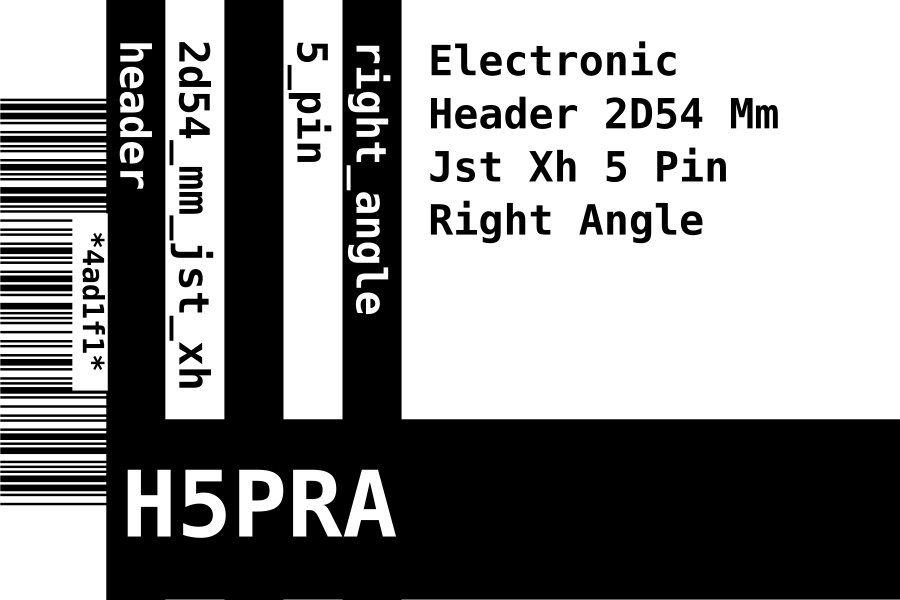 *4ad1f1*
header
2d54_mm_jst_xh
5_pin
right_angle
Electronic
Header 2D54 Mm
Jst Xh 5 Pin
Right Angle
H5PRA